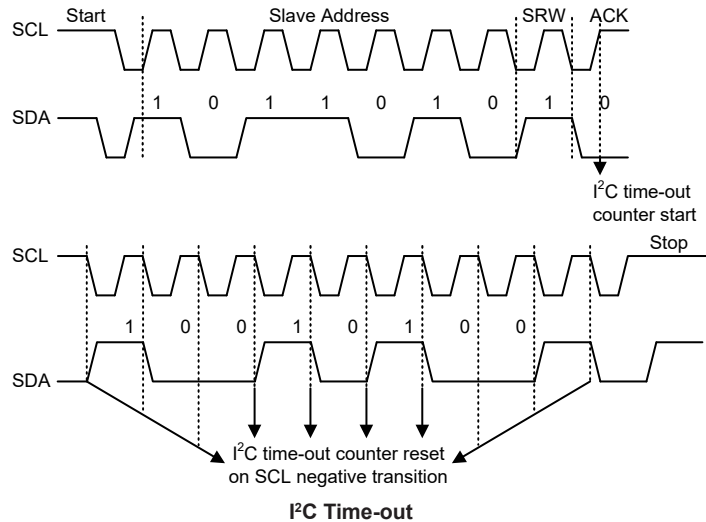 Start Slave Address SRW ACK
SCL
1 0 1 1 0 1 0 1 0
SDA
I²C time-out
counter start
Stop
SCL
1 0 0 1 0 1 0 0
SDA
I²C time-out counter reset
on SCL negative transition
I²C Time-out